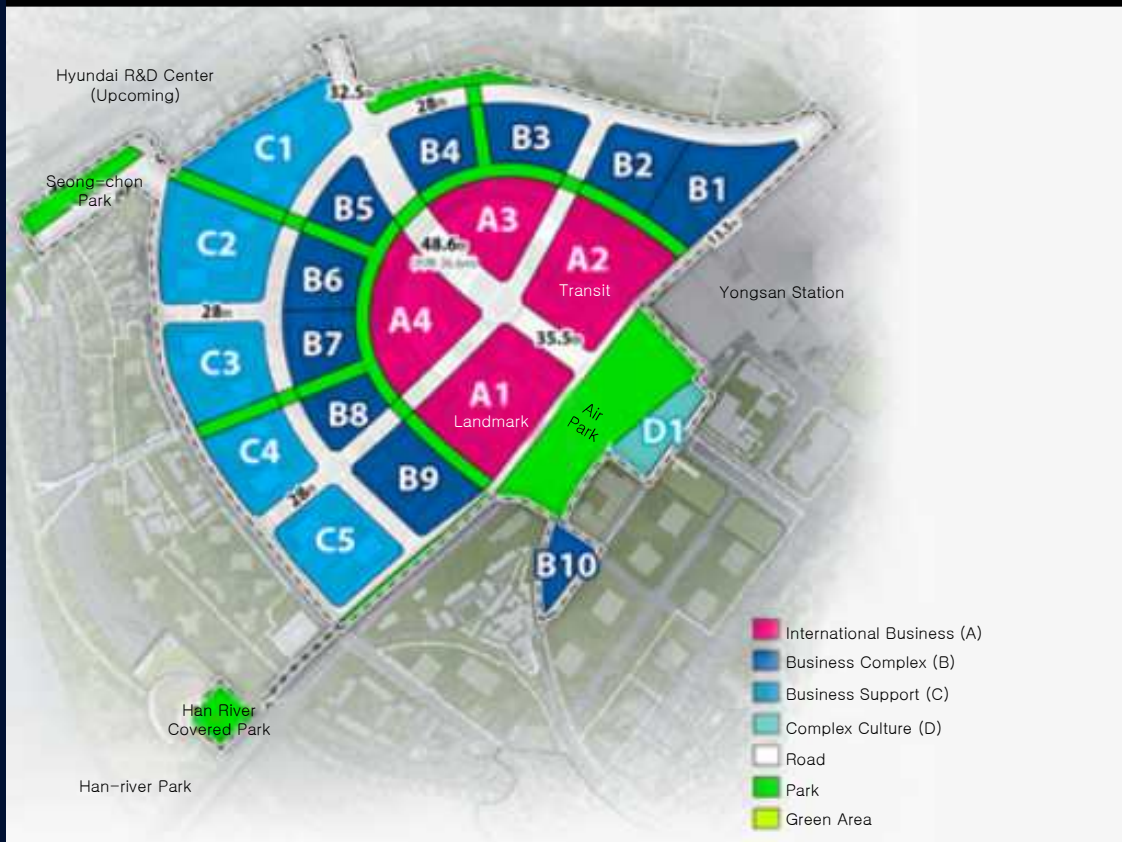 Hyundai R&D Center
(Upcoming)
32.5m
28m
C1
B4
B3
B2
B1
Seong=chon
Park
B5
A3
C2
48.6m
A2
Transit
Yongsan Station
B6
28m
A4
B7
35.5m
C3
A1
Landmark
Air
Park
B8
D1
C4
B9
28m
C5
B10
Han River
Covered Park
Han-river Park
International Business (A)
Business Complex (B)
Business Support (C)
Complex Culture (D)
Road
Park
Green Area